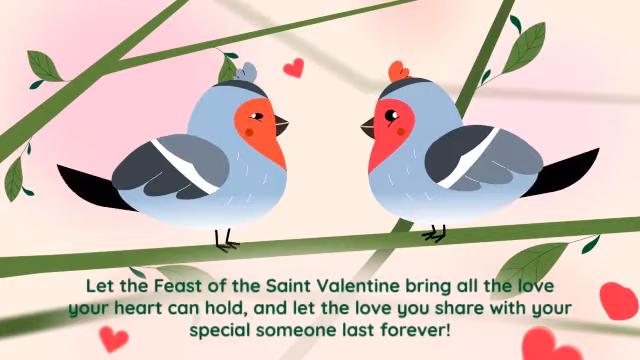 Let the Feast of the Saint Valentine bring all the love
your heart can hold, and let the love you share with your
special someone last forever!